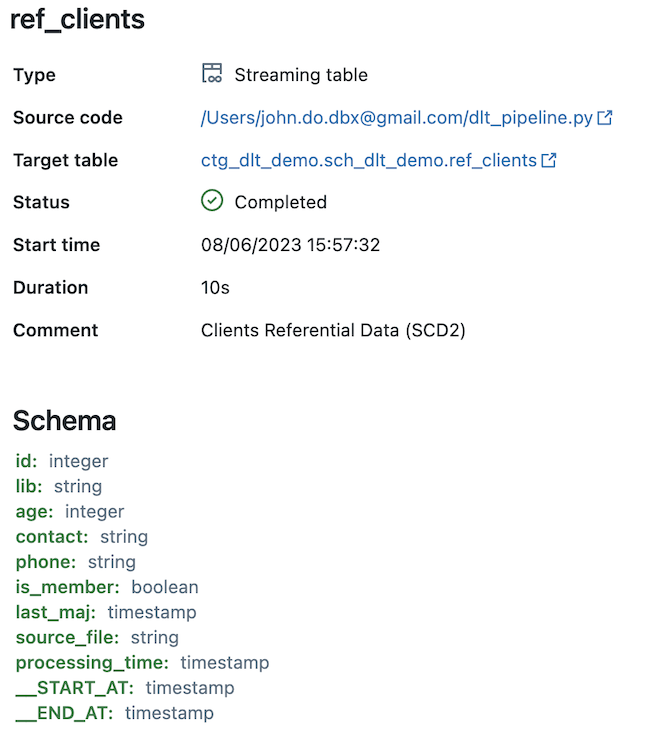 ref_clients
Type Streaming table
Source code /Users/john.do.dbx@gmail.com/dlt_pipeline.py
Target table ctg_dlt_demo.sch_dlt_demo.ref_clients
Status Completed
Start time 08/06/2023 15:57:32
Duration 10s
Comment Clients Referential Data (SCD2)
Schema
id: integer
lib: string
age: integer
contact: string
phone: string
is_member: boolean
last_maj: timestamp
source_file: string
processing_time: timestamp
__START_AT: timestamp
__END_AT: timestamp